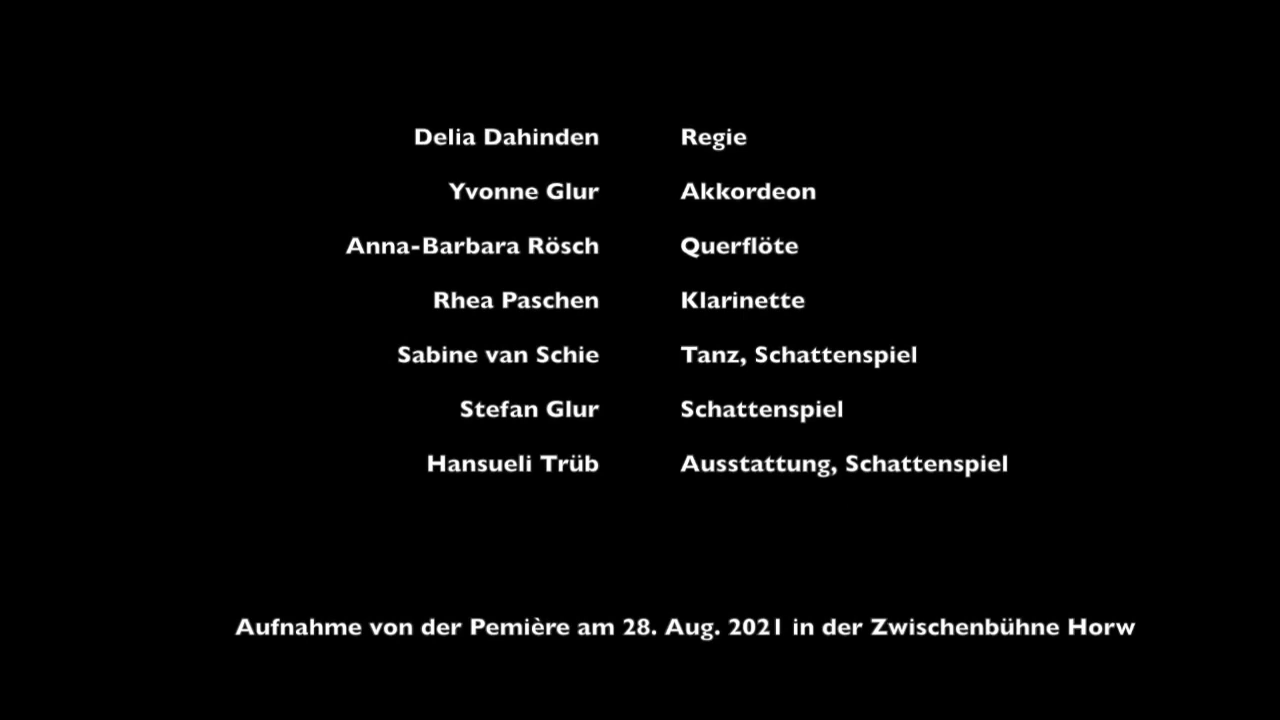 Delia Dahinden Regie
Yvonne Glur Akkordeon
Anna-Barbara Rösch Querflöte
Rhea Paschen Klarinette
Sabine van Schie Tanz, Schattenspiel
Stefan Glur Schattenspiel
Hansueli Trüb Ausstattung, Schattenspiel
Aufnahme von der Pemière am 28. Aug. 2021 in der Zwischenbühne Horw